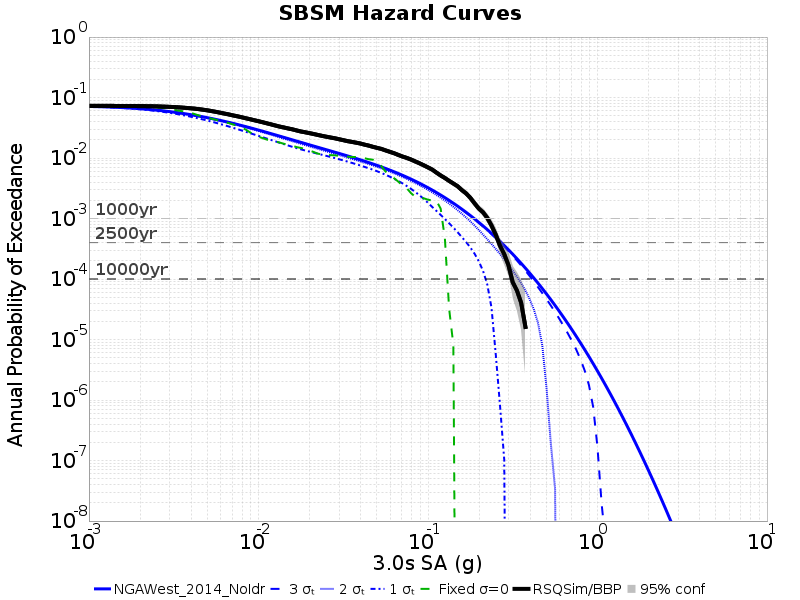 SBSM Hazard Curves
Annual Probability of Exceedance
10^0
10^-1
10^-2
10^-3
10^-4
10^-5
10^-6
10^-7
10^-8
1000yr
2500yr
10000yr
10^-3 10^-2 10^-1 10^0 10^1
3.0s SA (g)
NGAWest_2014_NoIdr 3 σₜ 2 σₜ 1 σₜ Fixed σ=0 RSQSim/BBP 95% conf